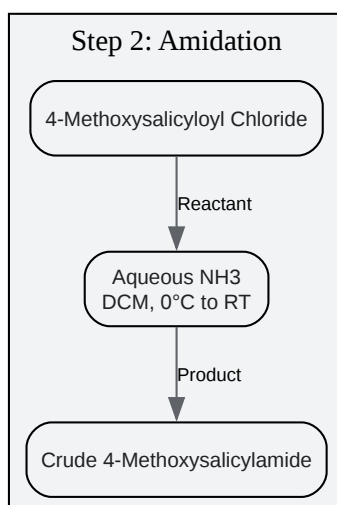 Step 2: Amidation
4-Methoxysalicyloyl Chloride
Reactant
Aqueous NH3
DCM, 0°C to RT
Product
Crude 4-Methoxysalicylamide